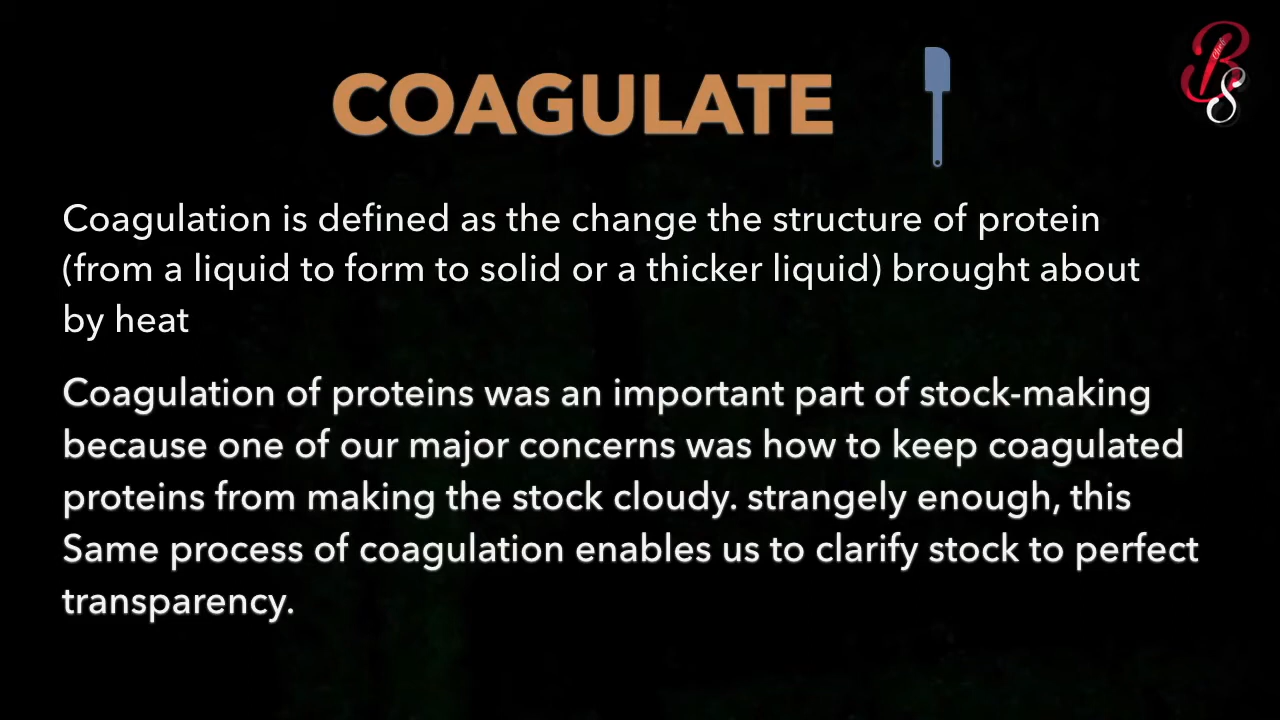 COAGULATE
Coagulation is defined as the change the structure of protein
(from a liquid to form to solid or a thicker liquid) brought about
by heat
Coagulation of proteins was an important part of stock-making
because one of our major concerns was how to keep coagulated
proteins from making the stock cloudy. strangely enough, this
Same process of coagulation enables us to clarify stock to perfect
transparency.